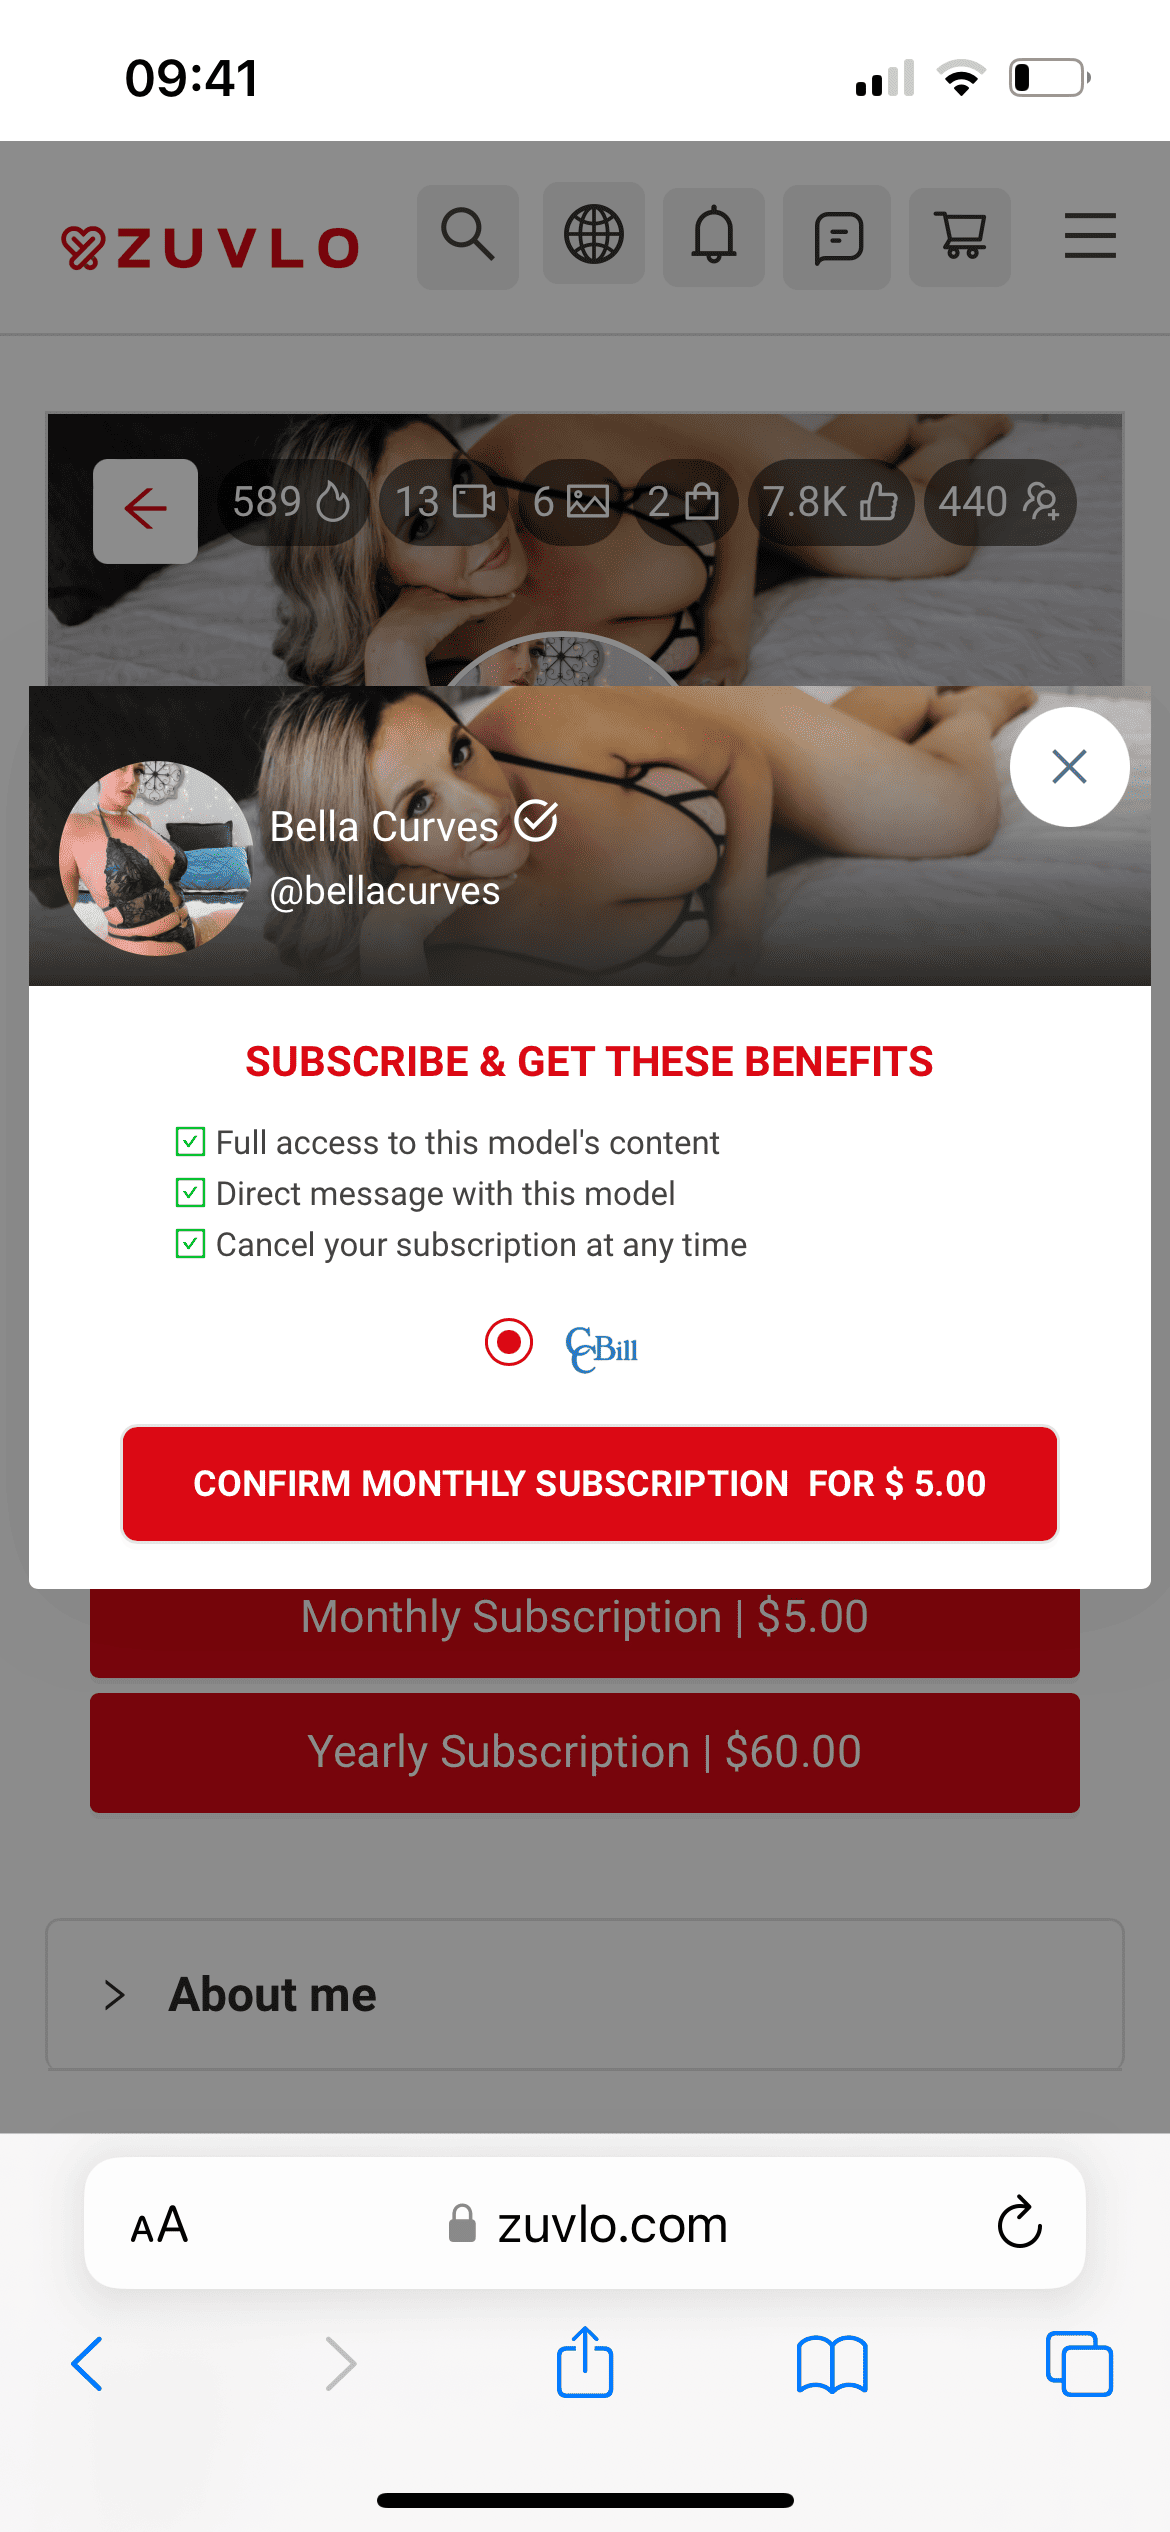 09:41
ZUVLO
589 13 6 2 7.8K 440
Bella Curves
@bellacurves
SUBSCRIBE & GET THESE BENEFITS
Full access to this model's content
Direct message with this model
Cancel your subscription at any time
CCBill
CONFIRM MONTHLY SUBSCRIPTION FOR $ 5.00
Monthly Subscription | $5.00
Yearly Subscription | $60.00
About me
AA zuvlo.com